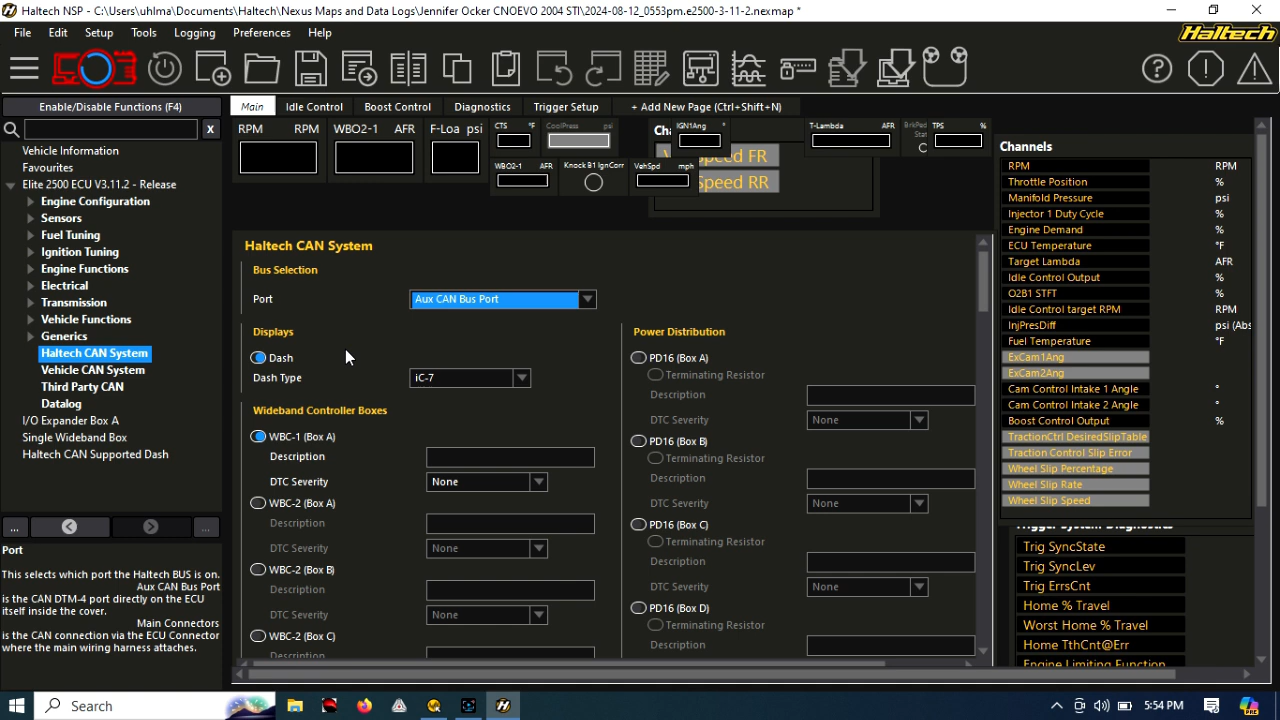 Haltech NSP - C:\Users\uhlma\Documents\Haltech\Nexus Maps and Data Logs\Jennifer Ocker CNOEVO 2004 STI\2024-08-12_0553pm.e2500-3-11-2.nexmap *
File Edit Setup Tools Logging Preferences Help
Haltech
Enable/Disable Functions (F4)
Main Idle Control Boost Control Diagnostics Trigger Setup + Add New Page (Ctrl+Shift+N)
X
RPM RPM
WBO2-1 AFR
F-Loa psi
CTS °F
CoolPress psi
IGN1Ang °
T-Lambda AFR
BrkPed
Stat
TPS %
WBO2-1 AFR
Knock B1 IgnCorr
VehSpd mph
Speed FR
Speed RR
Vehicle Information
Favourites
Elite 2500 ECU V3.11.2 - Release
Engine Configuration
Sensors
Fuel Tuning
Ignition Tuning
Engine Functions
Electrical
Transmission
Vehicle Functions
Generics
Haltech CAN System
Vehicle CAN System
Third Party CAN
Datalog
I/O Expander Box A
Single Wideband Box
Haltech CAN Supported Dash
... ...
Port
This selects which port the Haltech BUS is on.
Aux CAN Bus Port
is the CAN DTM-4 port directly on the ECU
itself inside the cover.
Main Connectors
is the CAN connection via the ECU Connector
where the main wiring harness attaches.
Haltech CAN System
Bus Selection
Port Aux CAN Bus Port
Displays
Dash
Dash Type iC-7
Wideband Controller Boxes
WBC-1 (Box A)
Description
DTC Severity None
WBC-2 (Box A)
Description
DTC Severity None
WBC-2 (Box B)
Description
DTC Severity None
WBC-2 (Box C)
Description
Power Distribution
PD16 (Box A)
Terminating Resistor
Description
DTC Severity None
PD16 (Box B)
Terminating Resistor
Description
DTC Severity None
PD16 (Box C)
Terminating Resistor
Description
DTC Severity None
PD16 (Box D)
Terminating Resistor
Description
Channels
RPM RPM
Throttle Position %
Manifold Pressure psi
Injector 1 Duty Cycle %
Engine Demand %
ECU Temperature °F
Target Lambda AFR
Idle Control Output %
O2B1 STFT %
Idle Control target RPM RPM
InjPresDiff psi (Abs
Fuel Temperature °F
ExCam1Ang
ExCam2Ang
Cam Control Intake 1 Angle °
Cam Control Intake 2 Angle °
Boost Control Output %
TractionCtrl DesiredSlipTable
Traction Control Slip Error
Wheel Slip Percentage
Wheel Slip Rate
Wheel Slip Speed
Trigger System Diagnostics
Trig SyncState
Trig SyncLev
Trig ErrsCnt
Home % Travel
Worst Home % Travel
Home TthCnt@Err
Engine Limiting Function
Search
5:54 PM
PRE